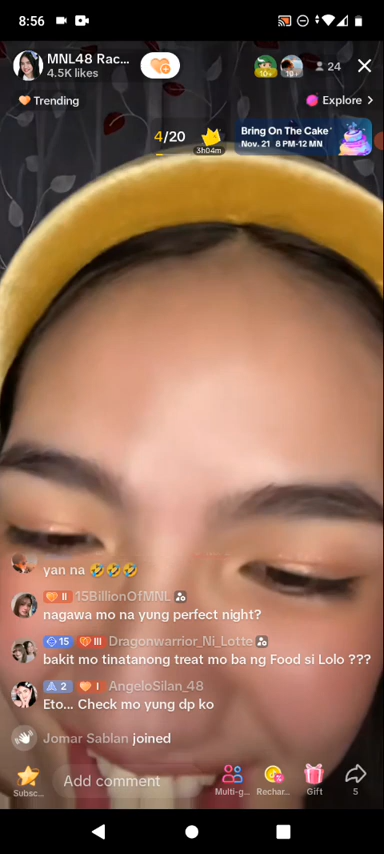 8:56
MNL48 Rac...
4.5K likes
10+
19+
24
Trending
Explore
4/20
3h04m
Bring On The Cake
Nov. 21 8 PM-12 MN
yan na 🤣🤣🤣
II 15BillionOfMNL
nagawa mo na yung perfect night?
15 III Dragonwarrior_Ni_Lotte
bakit mo tinatanong treat mo ba ng Food si Lolo ???
2 I AngeloSilan_48
Eto... Check mo yung dp ko
Jomar Sablan joined
Add comment
Subsc...
Multi-g...
Rechar...
Gift
5